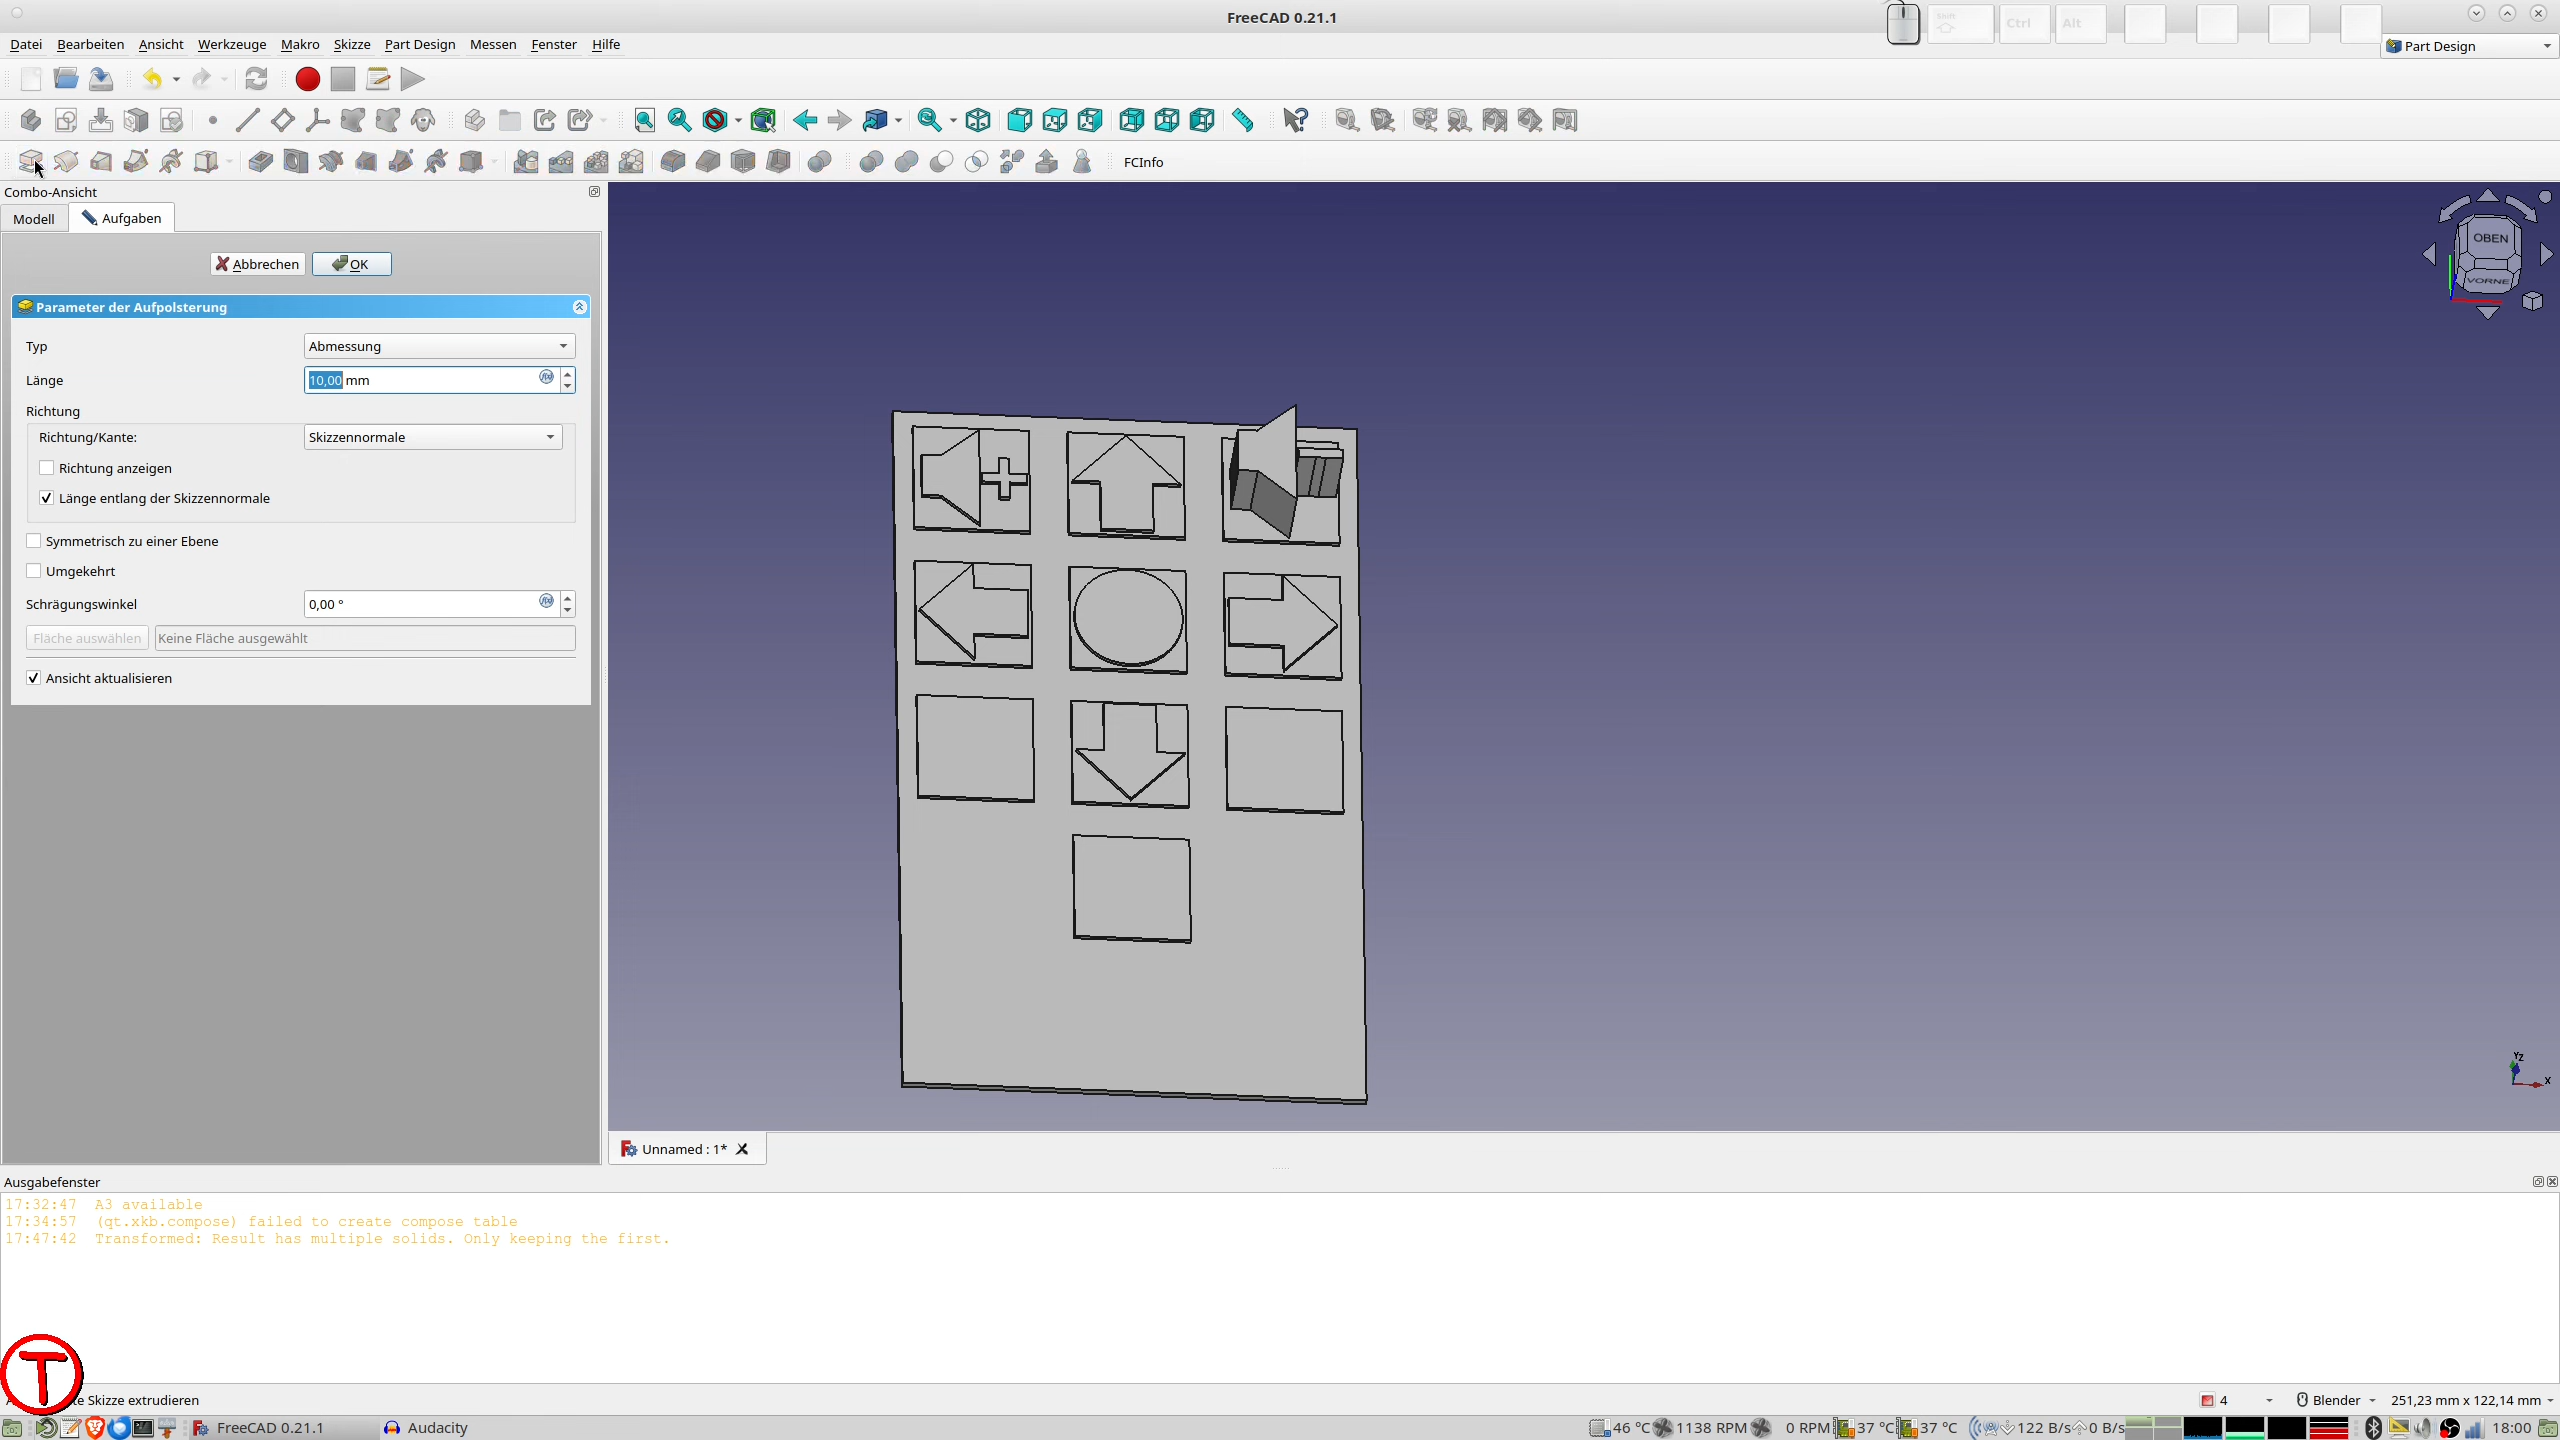 FreeCAD 0.21.1
Shift Ctrl Alt
Datei Bearbeiten Ansicht Werkzeuge Makro Skizze Part Design Messen Fenster Hilfe
Part Design
FCInfo
Combo-Ansicht
Modell Aufgaben
Abbrechen OK
Parameter der Aufpolsterung
Typ Abmessung
Länge 10,00 mm
Richtung
Richtung/Kante: Skizzennormale
Richtung anzeigen
Länge entlang der Skizzennormale
Symmetrisch zu einer Ebene
Umgekehrt
Schrägungswinkel 0,00 °
Fläche auswählen Keine Fläche ausgewählt
Ansicht aktualisieren
OBEN
VORNE
Y Z
X
Unnamed : 1*
Ausgabefenster
17:32:47 A3 available
17:34:57 (qt.xkb.compose) failed to create compose table
17:47:42 Transformed: Result has multiple solids. Only keeping the first.
T
te Skizze extrudieren
4 Blender 251,23 mm x 122,14 mm
FreeCAD 0.21.1 Audacity
46 °C 1138 RPM 0 RPM 37 °C 37 °C 122 B/s 0 B/s 18:00